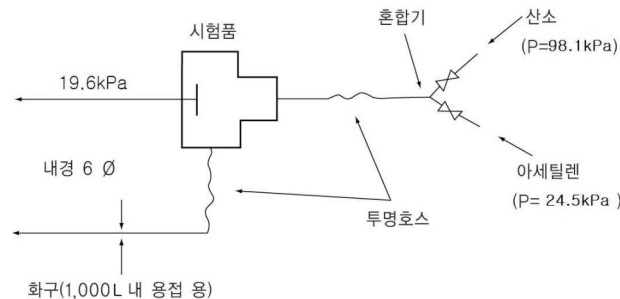 시험품
혼합기
산소
(P=98.1kPa)
19.6kPa
내경 6 Ø
아세틸렌
(P= 24.5kPa )
투명호스
화구(1,000L 내 용접 용)